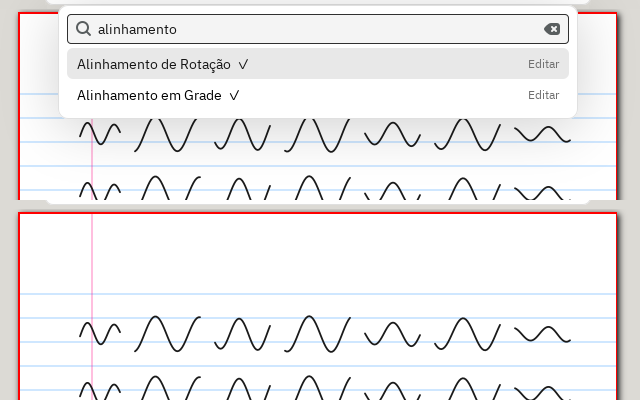 alinhamento
Alinhamento de Rotação ✓ Editar
Alinhamento em Grade ✓ Editar